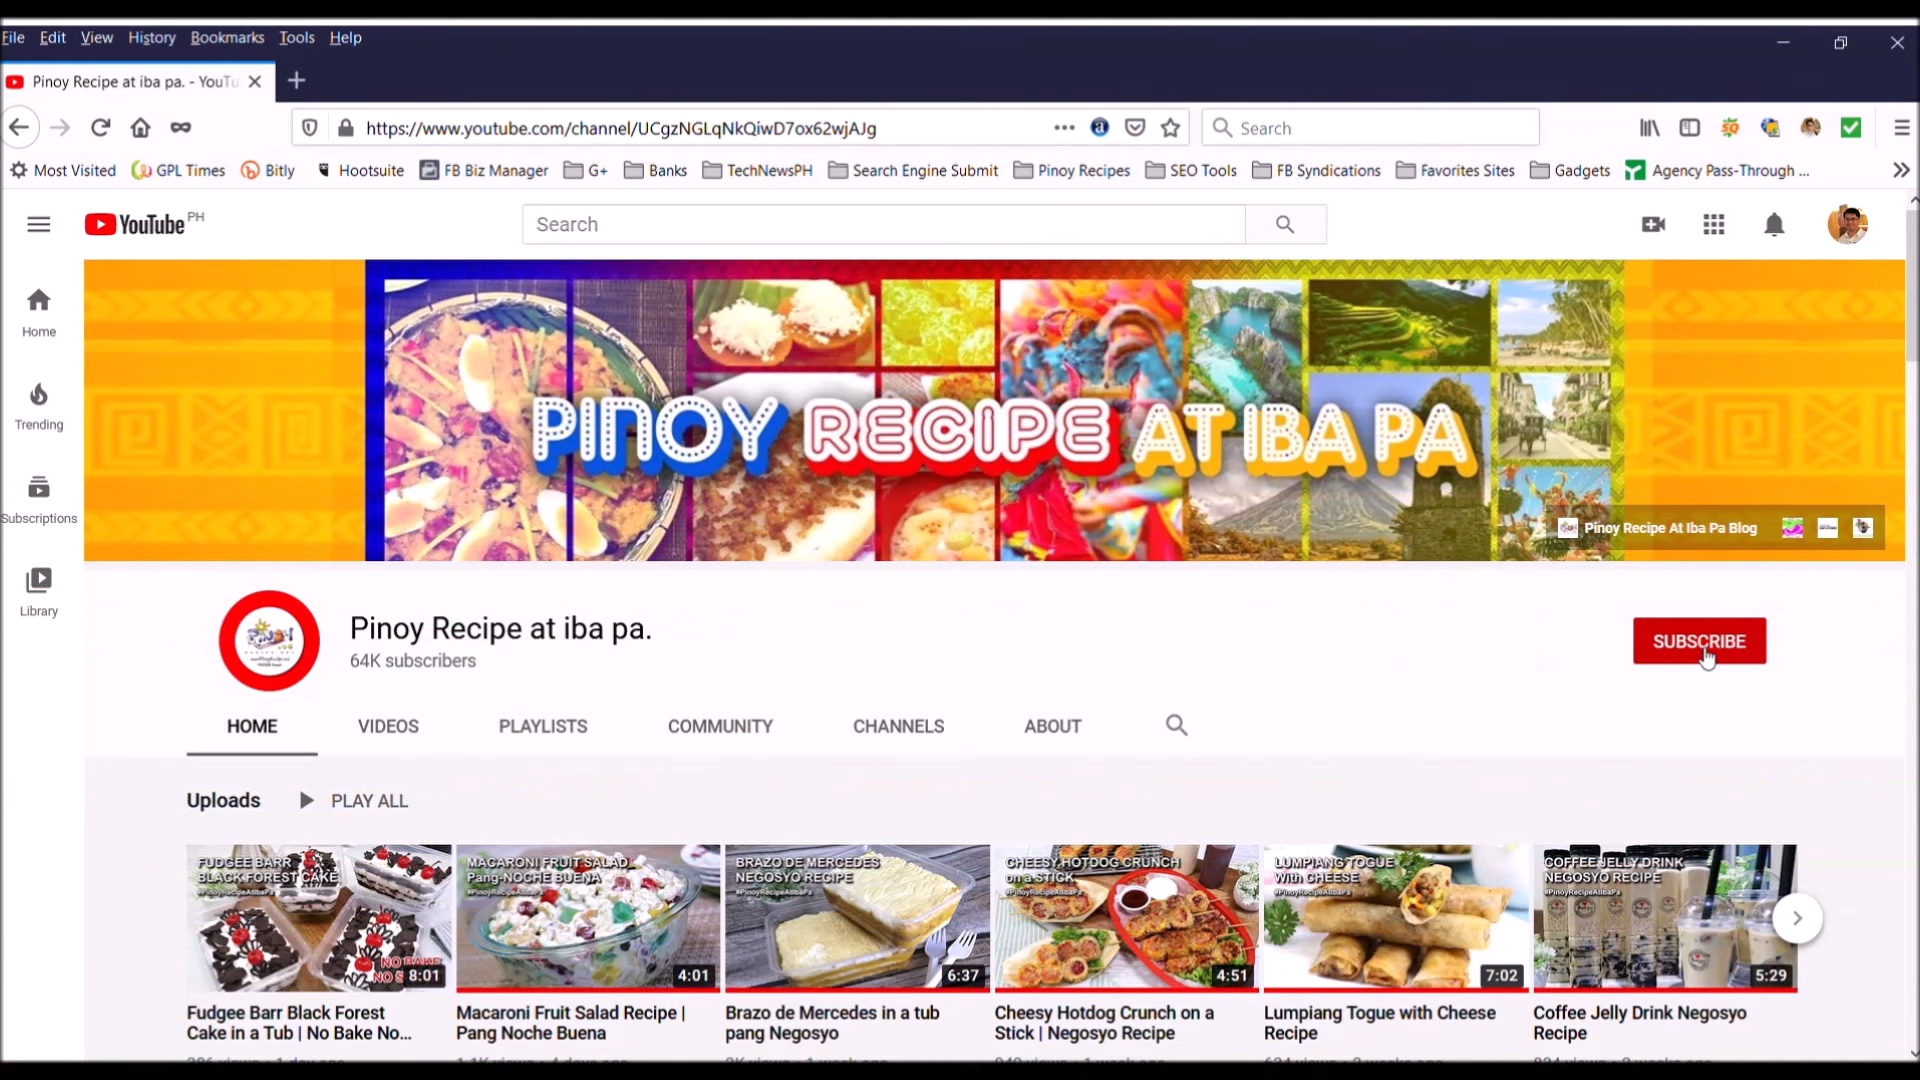 File Edit View History Bookmarks Tools Help
Pinoy Recipe at iba pa. - YouTu
https://www.youtube.com/channel/UCgzNGLqNkQiwD7ox62wjAJg
Search
Most Visited GPL Times Bitly Hootsuite FB Biz Manager G+ Banks TechNewsPH Search Engine Submit Pinoy Recipes SEO Tools FB Syndications Favorites Sites Gadgets Agency Pass-Through ...
YouTube PH
Search
Home
Trending
Subscriptions
Library
PINOY RECIPE AT IBA PA
Pinoy Recipe At Iba Pa Blog
Pinoy Recipe at iba pa.
64K subscribers
SUBSCRIBE
HOME VIDEOS PLAYLISTS COMMUNITY CHANNELS ABOUT
Uploads PLAY ALL
FUDGEE BARR
BLACK FOREST CAKE
#PinoyRecipeAtIbaPa
NO BAKE
8:01
Fudgee Barr Black Forest
Cake in a Tub | No Bake No...
MACARONI FRUIT SALAD
Pang-NOCHE BUENA
#PinoyRecipeAtIbaPa
4:01
Macaroni Fruit Salad Recipe |
Pang Noche Buena
BRAZO DE MERCEDES
NEGOSYO RECIPE
#PinoyRecipeAtIbaPa
6:37
Brazo de Mercedes in a tub
pang Negosyo
CHEESY HOTDOG CRUNCH
on a STICK
#PinoyRecipeAtIbaPa
4:51
Cheesy Hotdog Crunch on a
Stick | Negosyo Recipe
LUMPIANG TOGUE
With CHEESE
#PinoyRecipeAtIbaPa
7:02
Lumpiang Togue with Cheese
Recipe
COFFEE JELLY DRINK
NEGOSYO RECIPE
#PinoyRecipeAtIbaPa
5:29
Coffee Jelly Drink Negosyo
Recipe